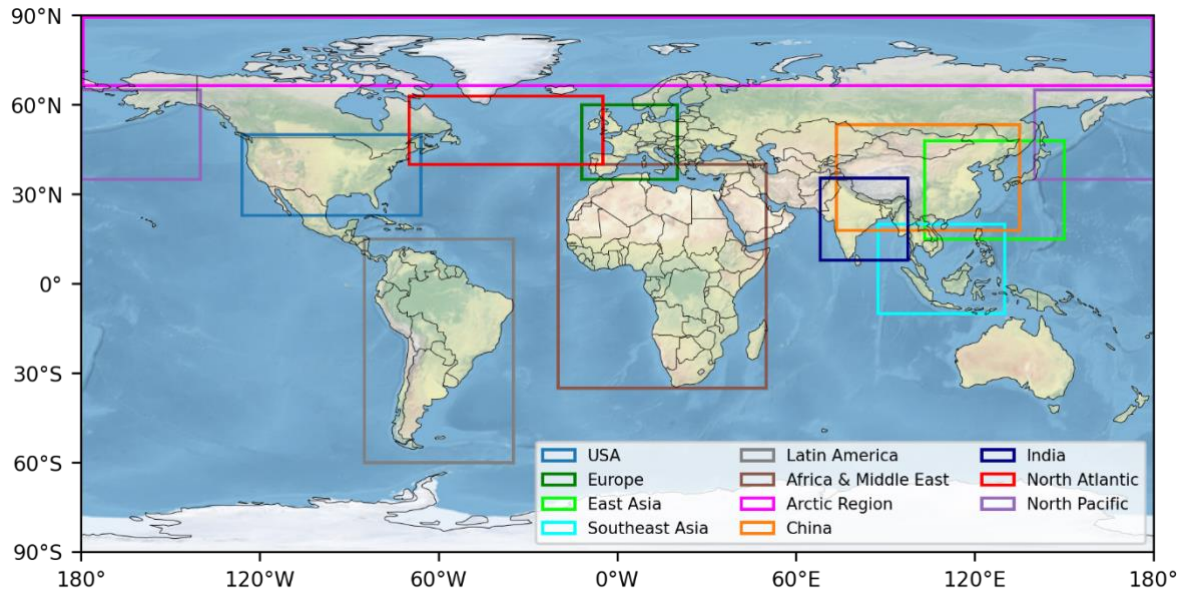 90°N
60°N
30°N
0°
30°S
60°S
90°S
180°
120°W
60°W
0°W
60°E
120°E
180°
USA
Europe
East Asia
Southeast Asia
Latin America
Africa & Middle East
Arctic Region
China
India
North Atlantic
North Pacific